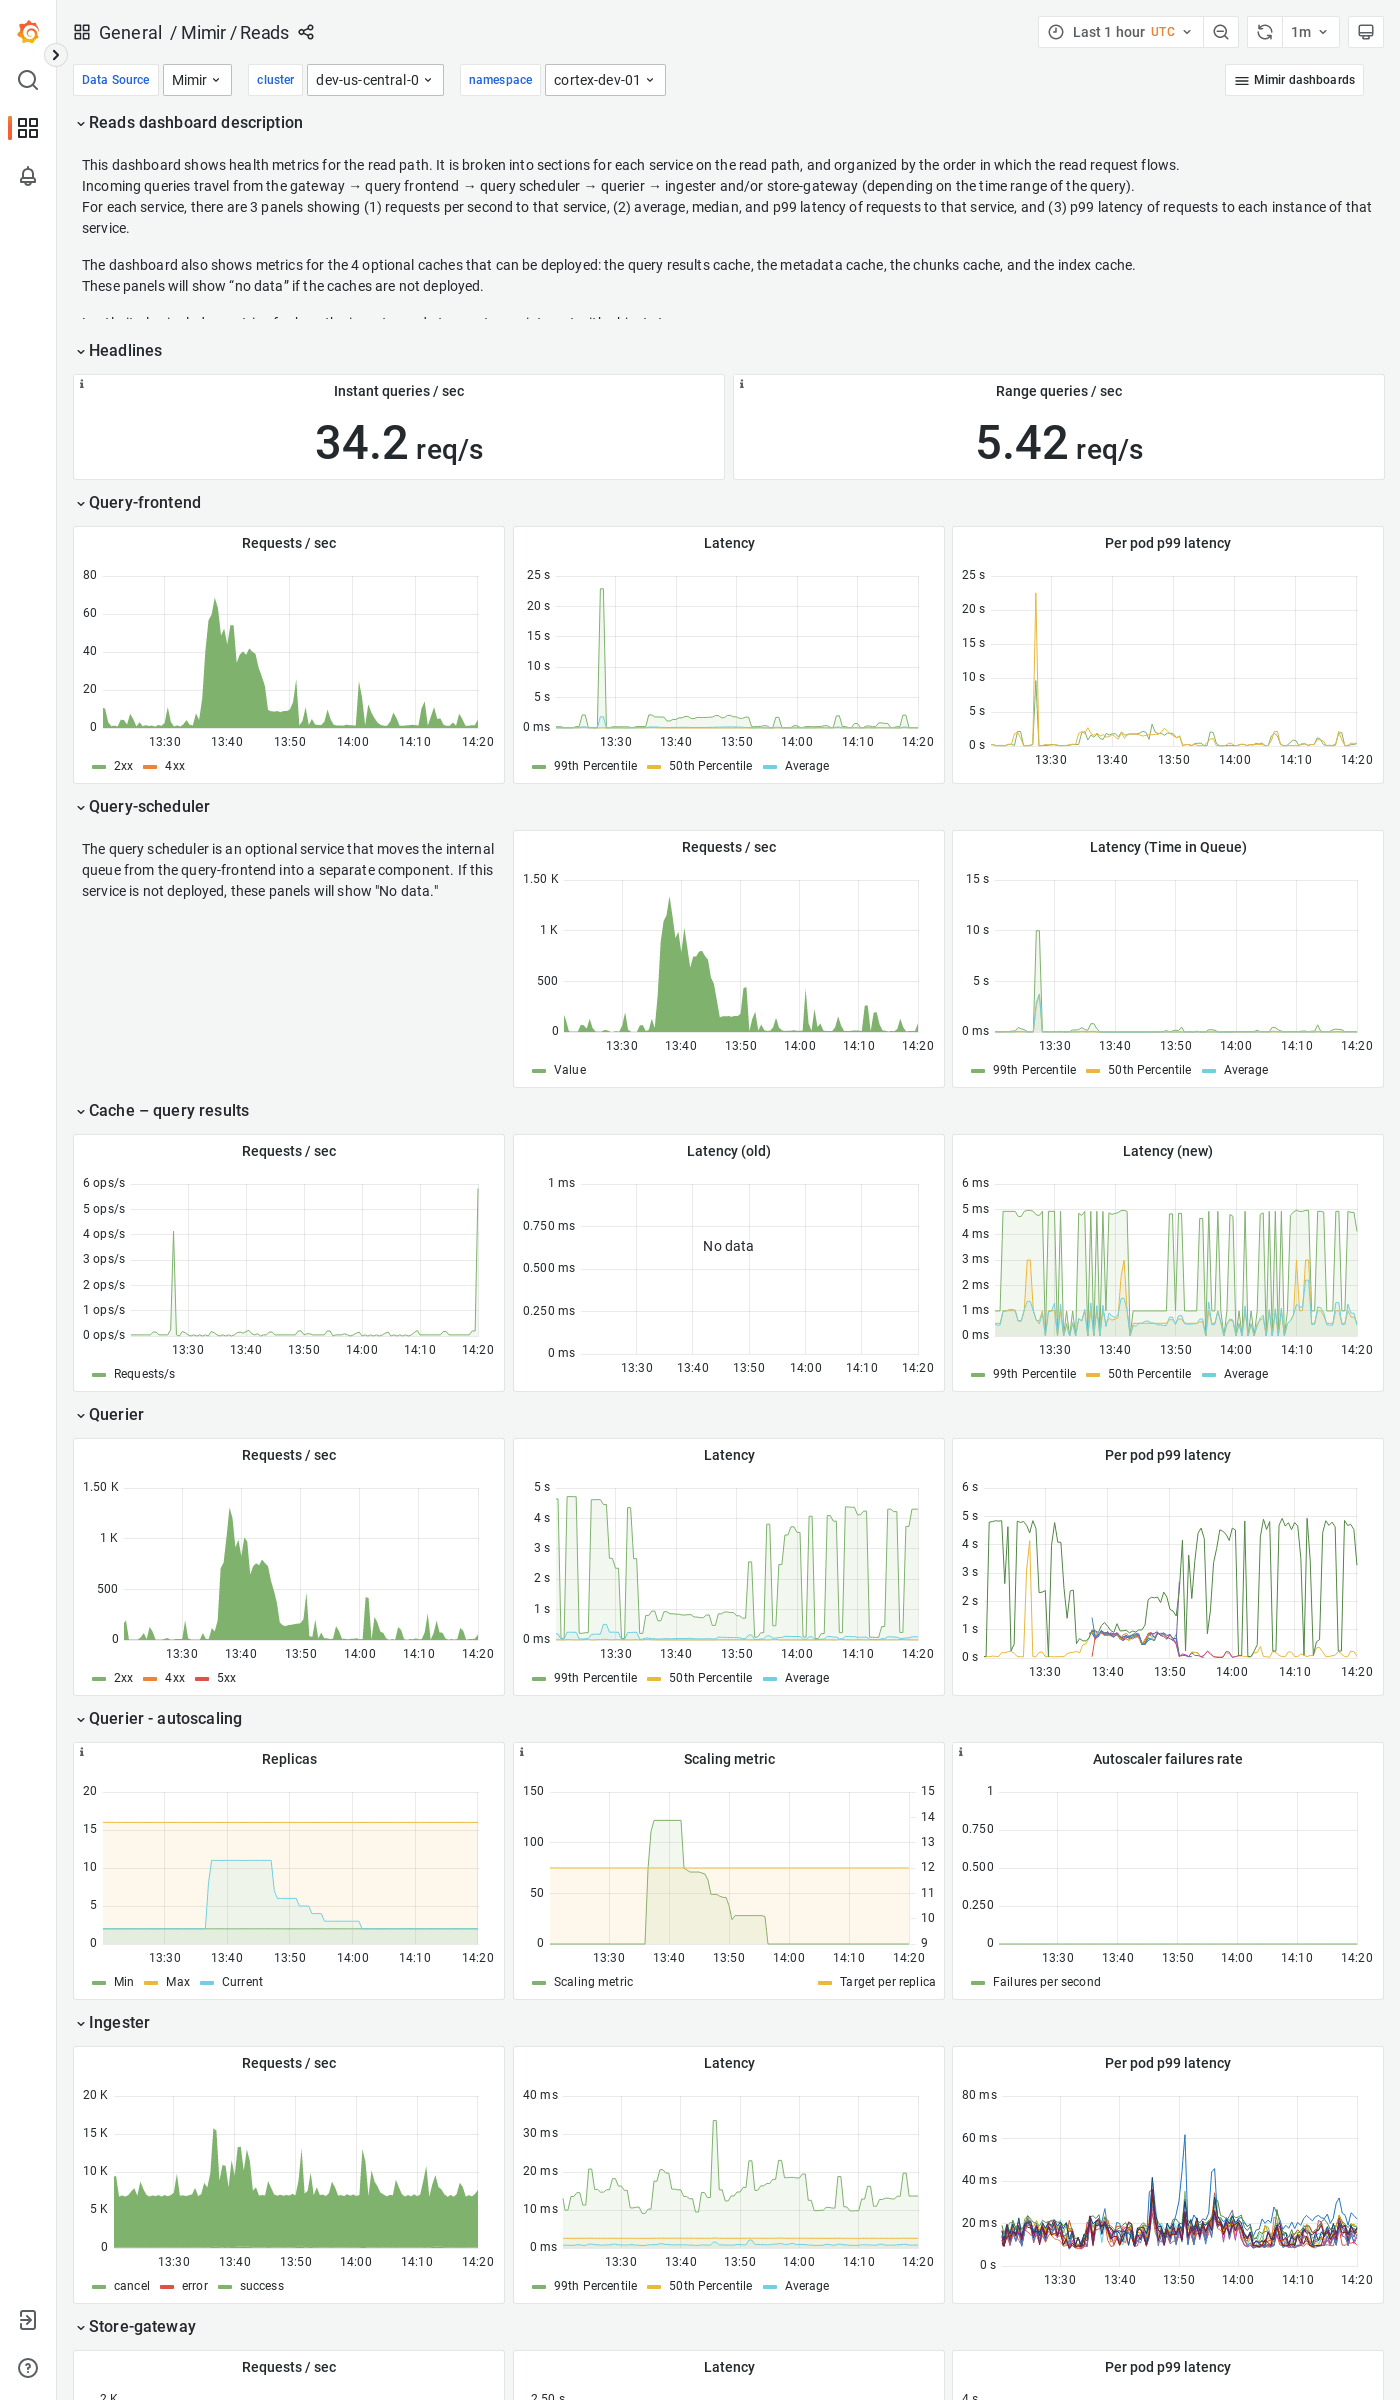 General / Mimir / Reads
Last 1 hour UTC
1m
Data Source Mimir cluster dev-us-central-0 namespace cortex-dev-01 Mimir dashboards
Reads dashboard description
This dashboard shows health metrics for the read path. It is broken into sections for each service on the read path, and organized by the order in which the read request flows.
Incoming queries travel from the gateway → query frontend → query scheduler → querier → ingester and/or store-gateway (depending on the time range of the query).
For each service, there are 3 panels showing (1) requests per second to that service, (2) average, median, and p99 latency of requests to that service, and (3) p99 latency of requests to each instance of that
service.
The dashboard also shows metrics for the 4 optional caches that can be deployed: the query results cache, the metadata cache, the chunks cache, and the index cache.
These panels will show “no data” if the caches are not deployed.
Headlines
Instant queries / sec
34.2 req/s
Range queries / sec
5.42 req/s
Query-frontend
Requests / sec
80
60
40
20
0
13:30 13:40 13:50 14:00 14:10 14:20
2xx 4xx
Latency
25 s
20 s
15 s
10 s
5 s
0 ms
13:30 13:40 13:50 14:00 14:10 14:20
99th Percentile 50th Percentile Average
Per pod p99 latency
25 s
20 s
15 s
10 s
5 s
0 s
13:30 13:40 13:50 14:00 14:10 14:20
Query-scheduler
The query scheduler is an optional service that moves the internal
queue from the query-frontend into a separate component. If this
service is not deployed, these panels will show "No data."
Requests / sec
1.50 K
1 K
500
0
13:30 13:40 13:50 14:00 14:10 14:20
Value
Latency (Time in Queue)
15 s
10 s
5 s
0 ms
13:30 13:40 13:50 14:00 14:10 14:20
99th Percentile 50th Percentile Average
Cache – query results
Requests / sec
6 ops/s
5 ops/s
4 ops/s
3 ops/s
2 ops/s
1 ops/s
0 ops/s
13:30 13:40 13:50 14:00 14:10 14:20
Requests/s
Latency (old)
1 ms
0.750 ms
0.500 ms
0.250 ms
0 ms
No data
13:30 13:40 13:50 14:00 14:10 14:20
Latency (new)
6 ms
5 ms
4 ms
3 ms
2 ms
1 ms
0 ms
13:30 13:40 13:50 14:00 14:10 14:20
99th Percentile 50th Percentile Average
Querier
Requests / sec
1.50 K
1 K
500
0
13:30 13:40 13:50 14:00 14:10 14:20
2xx 4xx 5xx
Latency
5 s
4 s
3 s
2 s
1 s
0 ms
13:30 13:40 13:50 14:00 14:10 14:20
99th Percentile 50th Percentile Average
Per pod p99 latency
6 s
5 s
4 s
3 s
2 s
1 s
0 s
13:30 13:40 13:50 14:00 14:10 14:20
Querier - autoscaling
Replicas
20
15
10
5
0
13:30 13:40 13:50 14:00 14:10 14:20
Min Max Current
Scaling metric
150
100
50
0
15
14
13
12
11
10
9
13:30 13:40 13:50 14:00 14:10 14:20
Scaling metric Target per replica
Autoscaler failures rate
1
0.750
0.500
0.250
0
13:30 13:40 13:50 14:00 14:10 14:20
Failures per second
Ingester
Requests / sec
20 K
15 K
10 K
5 K
0
13:30 13:40 13:50 14:00 14:10 14:20
cancel error success
Latency
40 ms
30 ms
20 ms
10 ms
0 ms
13:30 13:40 13:50 14:00 14:10 14:20
99th Percentile 50th Percentile Average
Per pod p99 latency
80 ms
60 ms
40 ms
20 ms
0 s
13:30 13:40 13:50 14:00 14:10 14:20
Store-gateway
Requests / sec
2 K
Latency
2.50 s
Per pod p99 latency
4 s